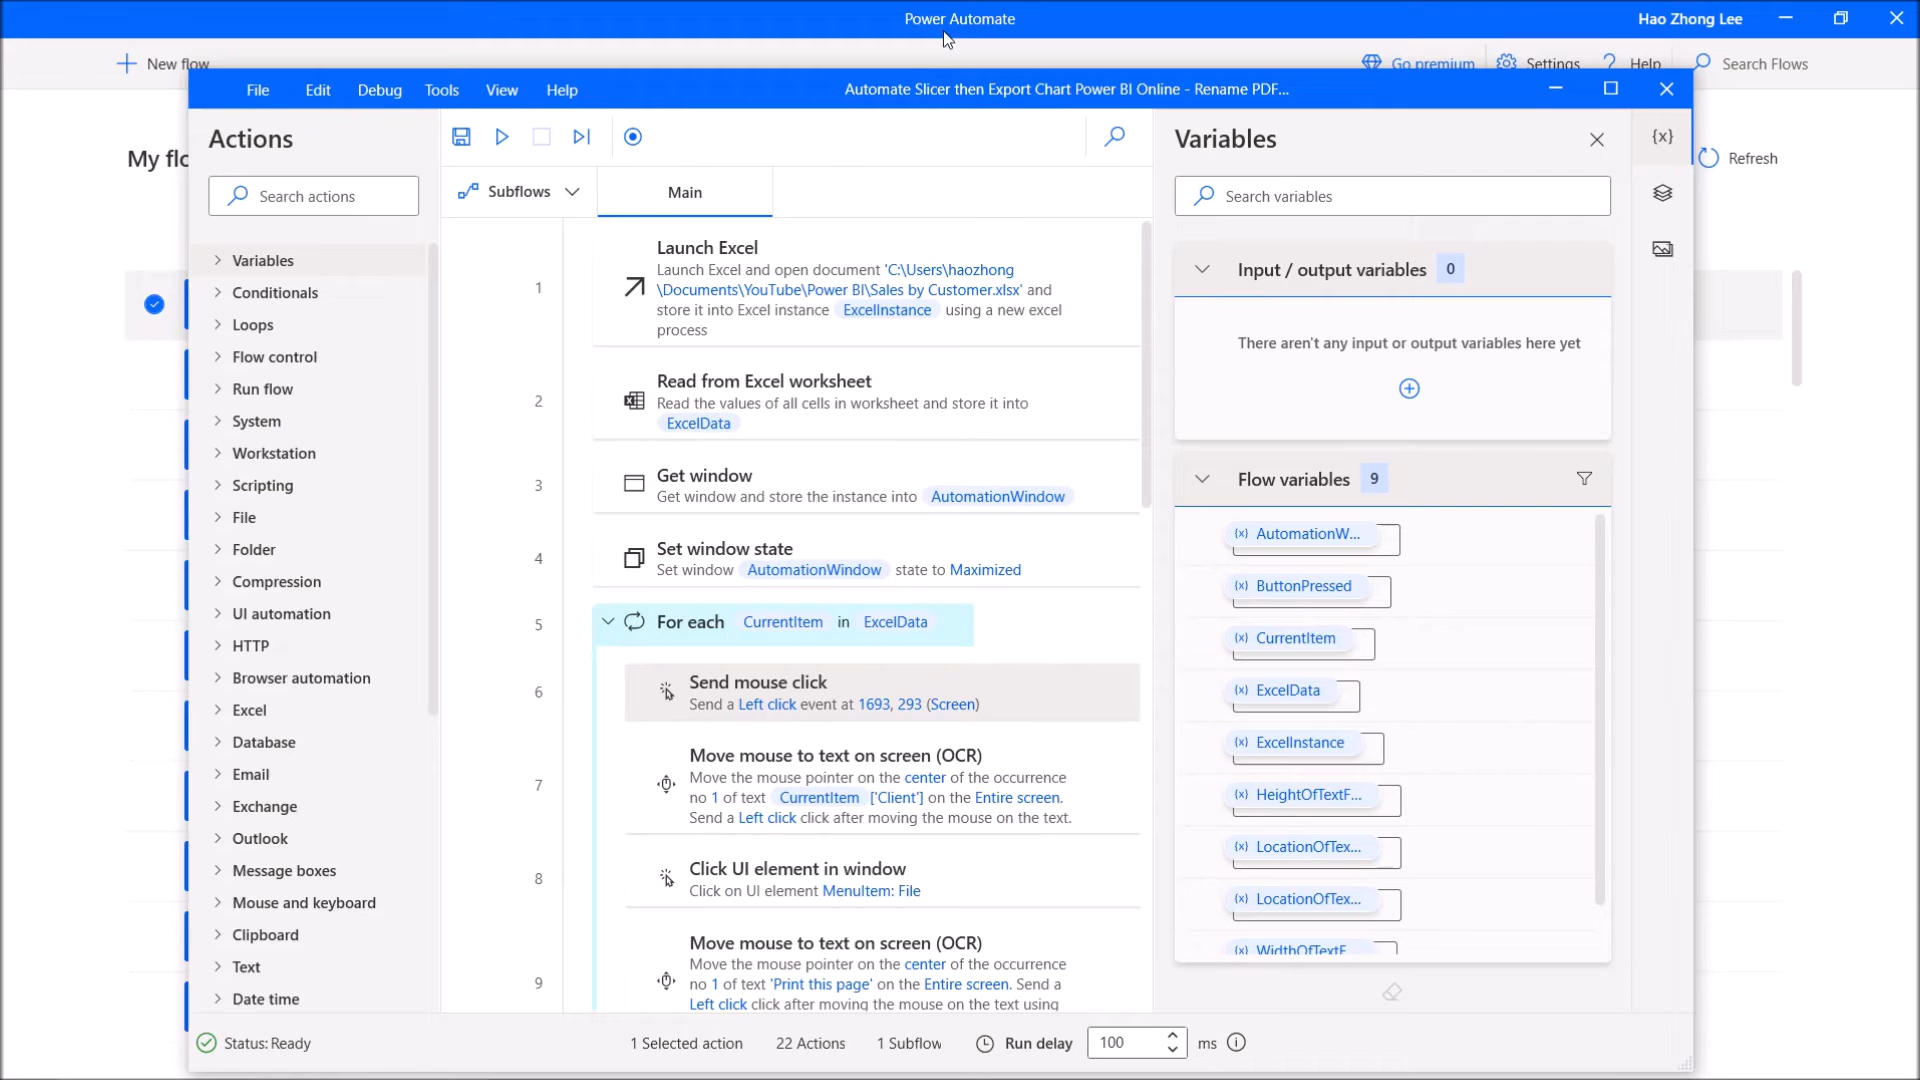 Power Automate
Hao Zhong Lee
New flow
Go premium
Settings
Help
Search Flows
File
Edit
Debug
Tools
View
Help
Automate Slicer then Export Chart Power BI Online - Rename PDF...
My flo
Refresh
Actions
Search actions
Variables
Conditionals
Loops
Flow control
Run flow
System
Workstation
Scripting
File
Folder
Compression
UI automation
HTTP
Browser automation
Excel
Database
Email
Exchange
Outlook
Message boxes
Mouse and keyboard
Clipboard
Text
Date time
Subflows
Main
1
Launch Excel
Launch Excel and open document 'C:\Users\haozhong
\Documents\YouTube\Power BI\Sales by Customer.xlsx' and
store it into Excel instance ExcelInstance using a new excel
process
2
Read from Excel worksheet
Read the values of all cells in worksheet and store it into
ExcelData
3
Get window
Get window and store the instance into AutomationWindow
4
Set window state
Set window AutomationWindow state to Maximized
5
For each CurrentItem in ExcelData
6
Send mouse click
Send a Left click event at 1693, 293 (Screen)
7
Move mouse to text on screen (OCR)
Move the mouse pointer on the center of the occurrence
no 1 of text CurrentItem ['Client'] on the Entire screen.
Send a Left click click after moving the mouse on the text.
8
Click UI element in window
Click on UI element MenuItem: File
9
Move mouse to text on screen (OCR)
Move the mouse pointer on the center of the occurrence
no 1 of text 'Print this page' on the Entire screen. Send a
Left click click after moving the mouse on the text using
Variables
{x}
Search variables
Input / output variables 0
There aren't any input or output variables here yet
Flow variables 9
(x) AutomationW...
(x) ButtonPressed
(x) CurrentItem
(x) ExcelData
(x) ExcelInstance
(x) HeightOfTextF...
(x) LocationOfTex...
(x) LocationOfTex...
(x) WidthOfTextF...
Status: Ready
1 Selected action
22 Actions
1 Subflow
Run delay
100
ms